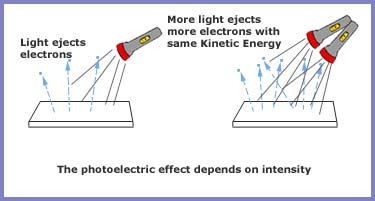 Light ejects
electrons
More light ejects
more electrons with
same Kinetic Energy
The photoelectric effect depends on intensity